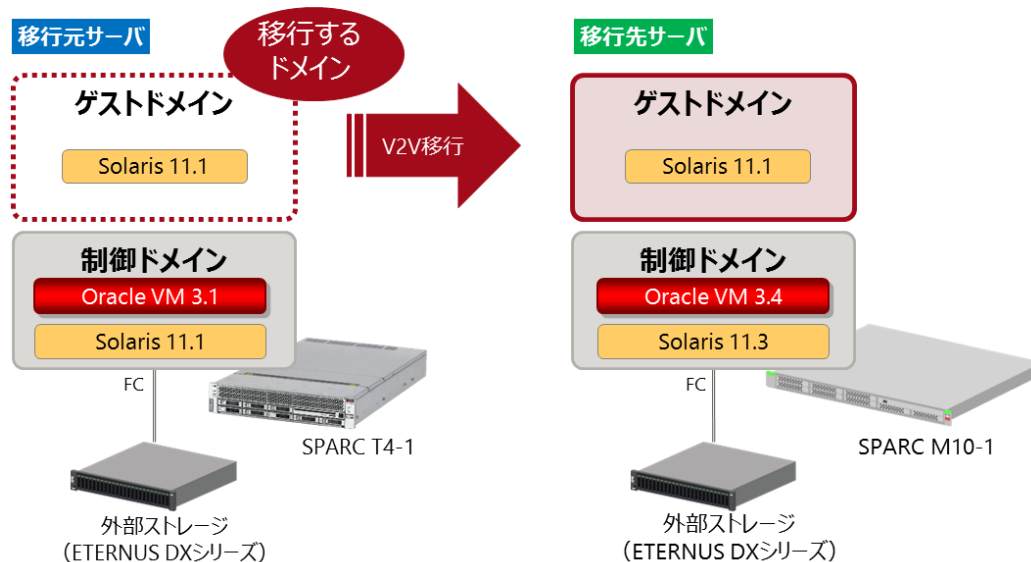 移行元サーバ
移行する
ドメイン
ゲストドメイン
Solaris 11.1
制御ドメイン
Oracle VM 3.1
Solaris 11.1
FC
SPARC T4-1
外部ストレージ
（ETERNUS DXシリーズ）
V2V移行
移行先サーバ
ゲストドメイン
Solaris 11.1
制御ドメイン
Oracle VM 3.4
Solaris 11.3
FC
SPARC M10-1
外部ストレージ
（ETERNUS DXシリーズ）